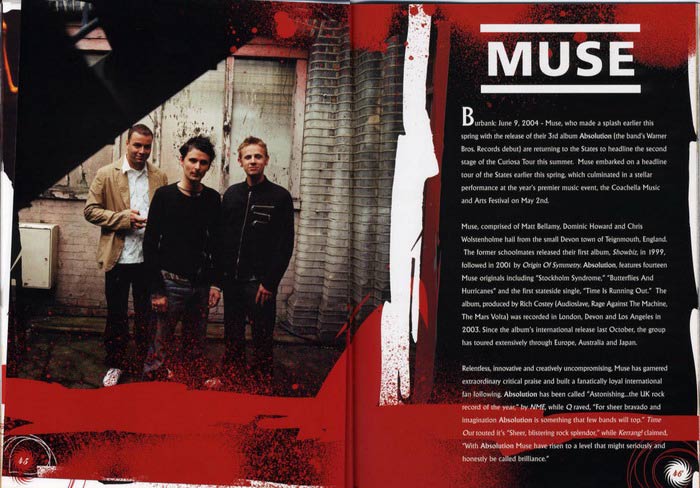 MUSE
Burbank: June 9, 2004 - Muse, who made a splash earlier this
spring with the release of their 3rd album Absolution (the band's Warner
Bros. Records debut) are returning to the States to headline the second
stage of the Curiosa Tour this summer. Muse embarked on a headline
tour of the States earlier this spring, which culminated in a stellar
performance at the year's premier music event, the Coachella Music
and Arts Festival on May 2nd.
Muse, comprised of Matt Bellamy, Dominic Howard and Chris
Wolstenholme hail from the small Devon town of Teignmouth, England.
The former schoolmates released their first album, Showbiz, in 1999,
followed in 2001 by Origin Of Symmetry. Absolution, features fourteen
Muse originals including "Stockholm Syndrome," "Butterflies And
Hurricanes" and the first stateside single, "Time Is Running Out." The
album, produced by Rich Costey (Audioslave, Rage Against The Machine,
The Mars Volta) was recorded in London, Devon and Los Angeles in
2003. Since the album's international release last October, the group
has toured extensively through Europe, Australia and Japan.
Relentless, innovative and creatively uncompromising, Muse has garnered
extraordinary critical praise and built a fanatically loyal international
fan following. Absolution has been called "Astonishing...the UK rock
record of the year," by NME, while Q raved, "For sheer bravado and
imagination Absolution is something that few bands will top." Time
Out touted it's "Sheer, blistering rock splendor," while Kerrang! claimed,
"With Absolution Muse have risen to a level that might seriously and
honestly be called brilliance."
45
46